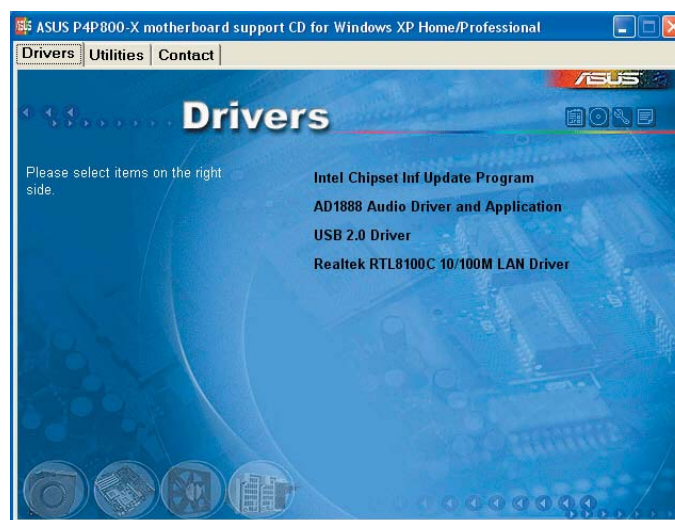 ASUS P4P800-X motherboard support CD for Windows XP Home/Professional
Drivers Utilities Contact
ASUS
Drivers
Please select items on the right
side.
Intel Chipset Inf Update Program
AD1888 Audio Driver and Application
USB 2.0 Driver
Realtek RTL8100C 10/100M LAN Driver